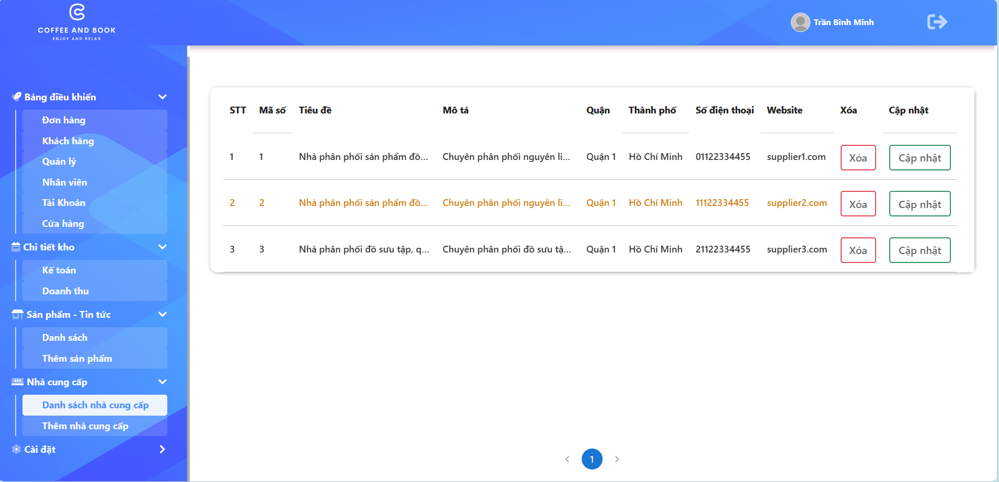 COFFEE AND BOOK
ENJOY AND RELAX
Trần Bình Minh
Bảng điều khiển
Đơn hàng
Khách hàng
Quản lý
Nhân viên
Tài Khoản
Cửa hàng
Chi tiết kho
Kế toán
Doanh thu
Sản phẩm - Tin tức
Danh sách
Thêm sản phẩm
Nhà cung cấp
Danh sách nhà cung cấp
Thêm nhà cung cấp
Cài đặt
STT Mã số Tiêu đề Mô tả Quận Thành phố Số điện thoại Website Xóa Cập nhật
1 1 Nhà phân phối sản phẩm đồ... Chuyên phân phối nguyên li... Quận 1 Hồ Chí Minh 01122334455 supplier1.com Xóa Cập nhật
2 2 Nhà phân phối sản phẩm đồ... Chuyên phân phối nguyên li... Quận 1 Hồ Chí Minh 11122334455 supplier2.com Xóa Cập nhật
3 3 Nhà phân phối đồ sưu tập, q... Chuyên phân phối đồ sưu tậ... Quận 1 Hồ Chí Minh 21122334455 supplier3.com Xóa Cập nhật
1